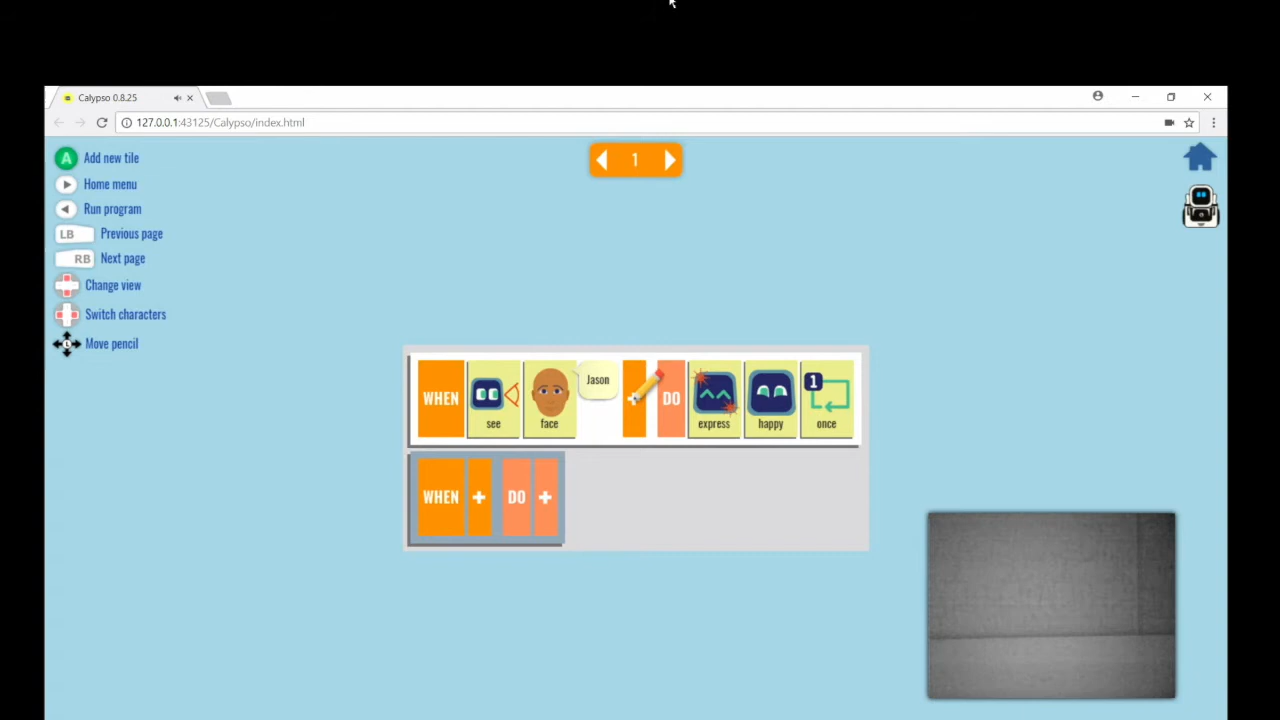 Calypso 0.8.25
127.0.0.1:43125/Calypso/index.html
A Add new tile
Home menu
Run program
LB Previous page
RB Next page
Change view
Switch characters
L Move pencil
1
WHEN see face Jason + DO express happy 1 once
WHEN + DO +